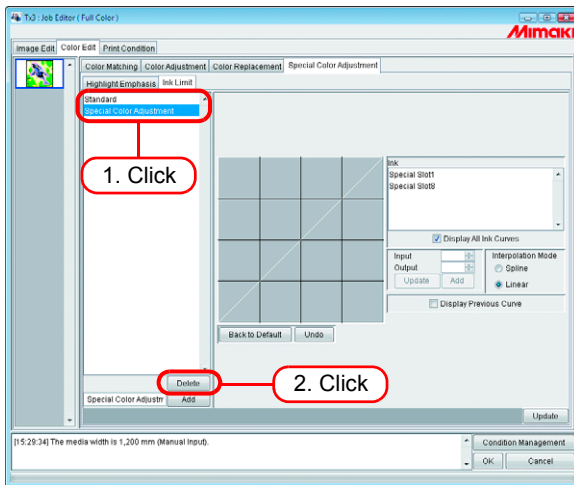 Tx3 : Job Editor ( Full Color )
Mimaki
Image Edit Color Edit Print Condition
Color Matching Color Adjustment Color Replacement Special Color Adjustment
Highlight Emphasis Ink Limit
Standard
Special Color Adjustment
1. Click
Ink
Special Slot1
Special Slot8
Display All Ink Curves
Input
Output
Update Add
Interpolation Mode
Spline
Linear
Display Previous Curve
Back to Default Undo
Delete
2. Click
Special Color Adjustm
Add
Update
[15:29:34] The media width is 1,200 mm (Manual Input).
Condition Management
OK Cancel